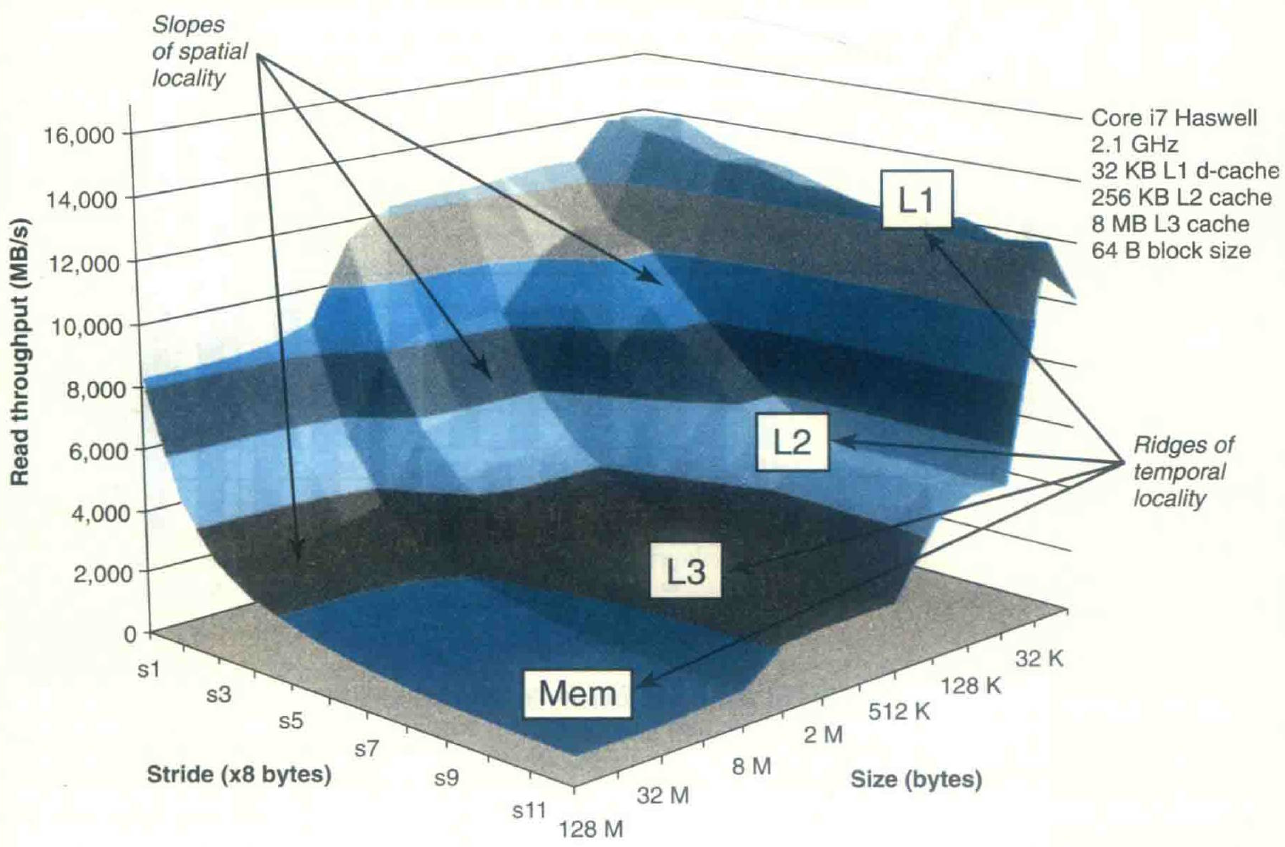 Slopes
of spatial
locality
16,000
14,000
12,000
10,000
8,000
6,000
4,000
2,000
0
Read throughput (MB/s)
Core i7 Haswell
2.1 GHz
32 KB L1 d-cache
256 KB L2 cache
8 MB L3 cache
64 B block size
L1
L2
L3
Mem
Ridges of
temporal
locality
s1
s3
s5
s7
s9
s11
Stride (x8 bytes)
128 M
32 M
8 M
2 M
512 K
128 K
32 K
Size (bytes)